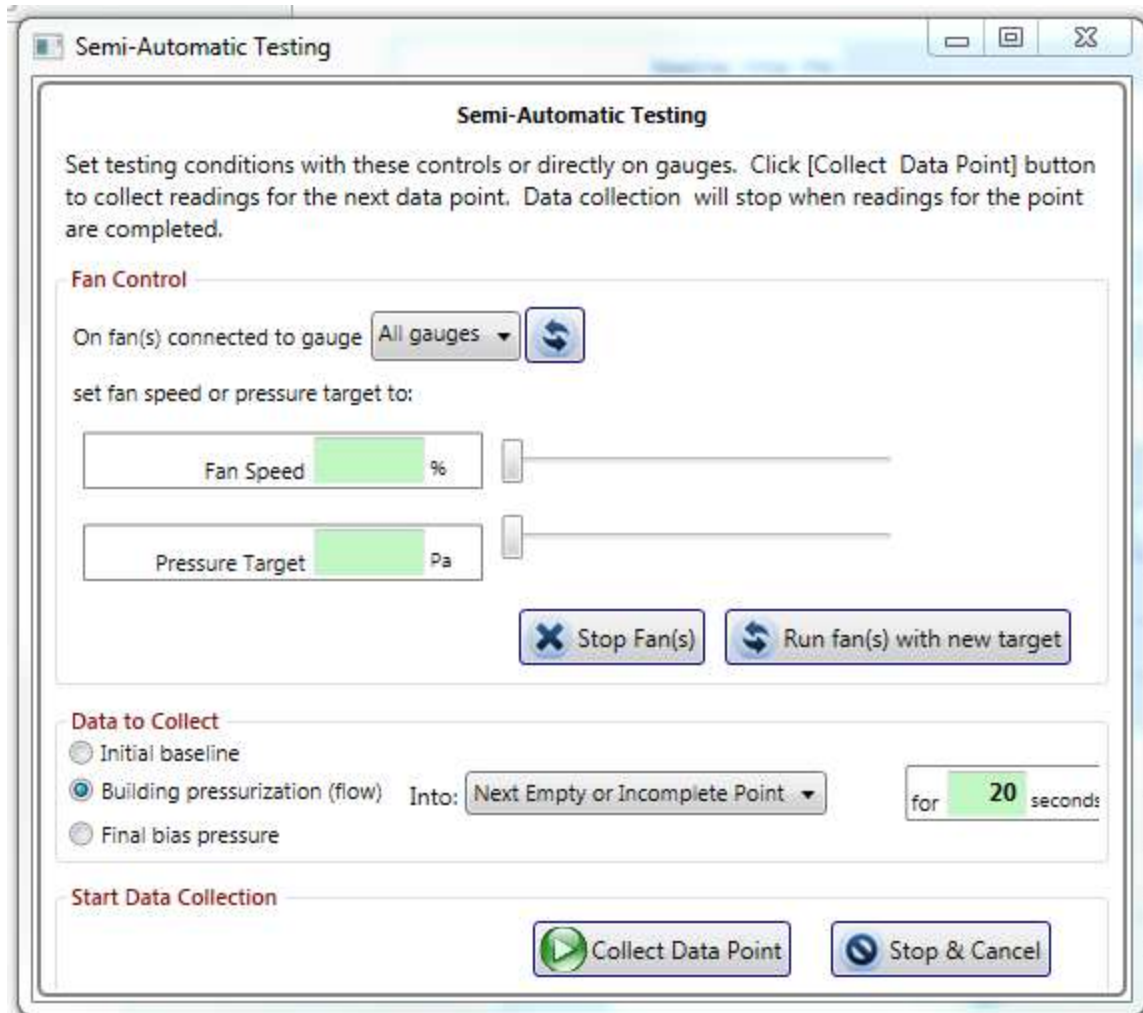 Semi-Automatic Testing
Semi-Automatic Testing
Set testing conditions with these controls or directly on gauges. Click [Collect Data Point] button
to collect readings for the next data point. Data collection will stop when readings for the point
are completed.
Fan Control
On fan(s) connected to gauge All gauges
set fan speed or pressure target to:
Fan Speed %
Pressure Target Pa
Stop Fan(s) Run fan(s) with new target
Data to Collect
Initial baseline
Building pressurization (flow) Into: Next Empty or Incomplete Point for 20 seconds
Final bias pressure
Start Data Collection
Collect Data Point Stop & Cancel